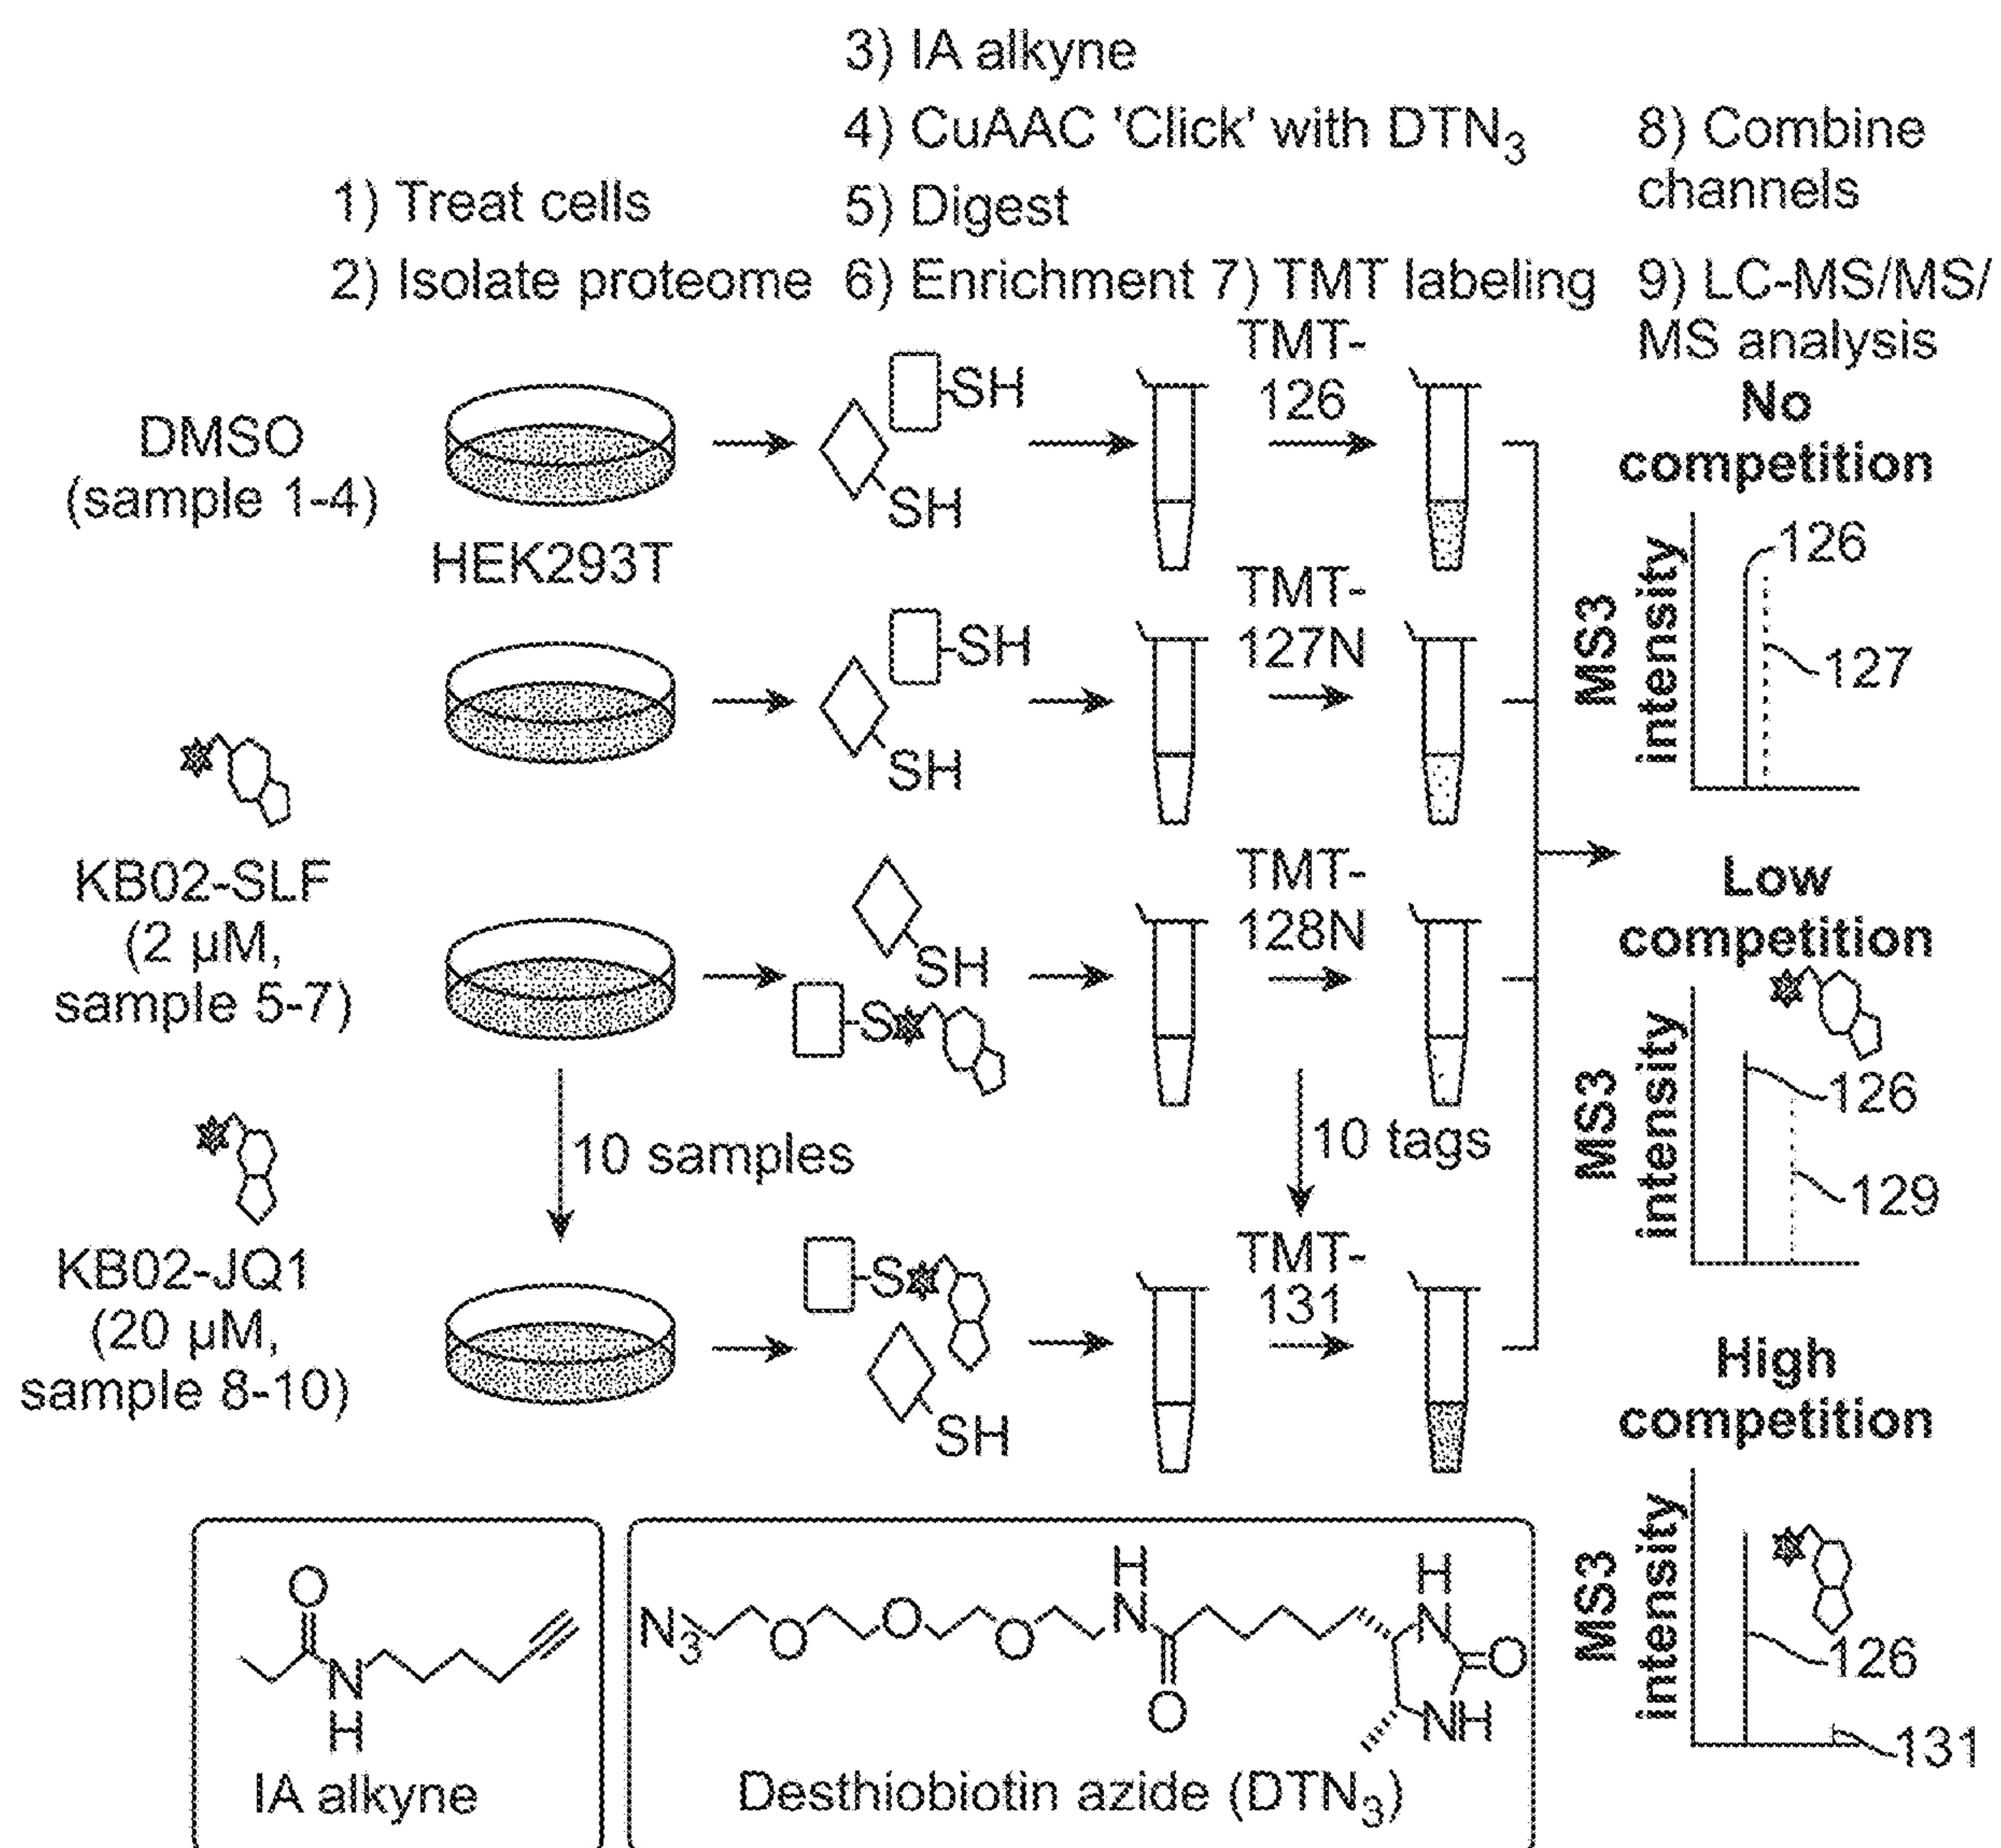 3) IA alkyne
4) CuAAC 'Click' with DTN3
8) Combine
channels
1) Treat cells
5) Digest
2) Isolate proteome
6) Enrichment
7) TMT labeling
9) LC-MS/MS/
MS analysis
DMSO
(sample 1-4)
HEK293T
SH
SH
TMT-
126
No
competition
MS3
intensity
126
127
SH
SH
TMT-
127N
KB02-SLF
(2 µM,
sample 5-7)
SH
S
TMT-
128N
Low
competition
MS3
intensity
126
129
10 samples
10 tags
KB02-JQ1
(20 µM,
sample 8-10)
S
SH
TMT-
131
High
competition
MS3
intensity
126
131
O
N
H
IA alkyne
N3
O
O
O
H
N
O
H
N
O
NH
Desthiobiotin azide (DTN3)